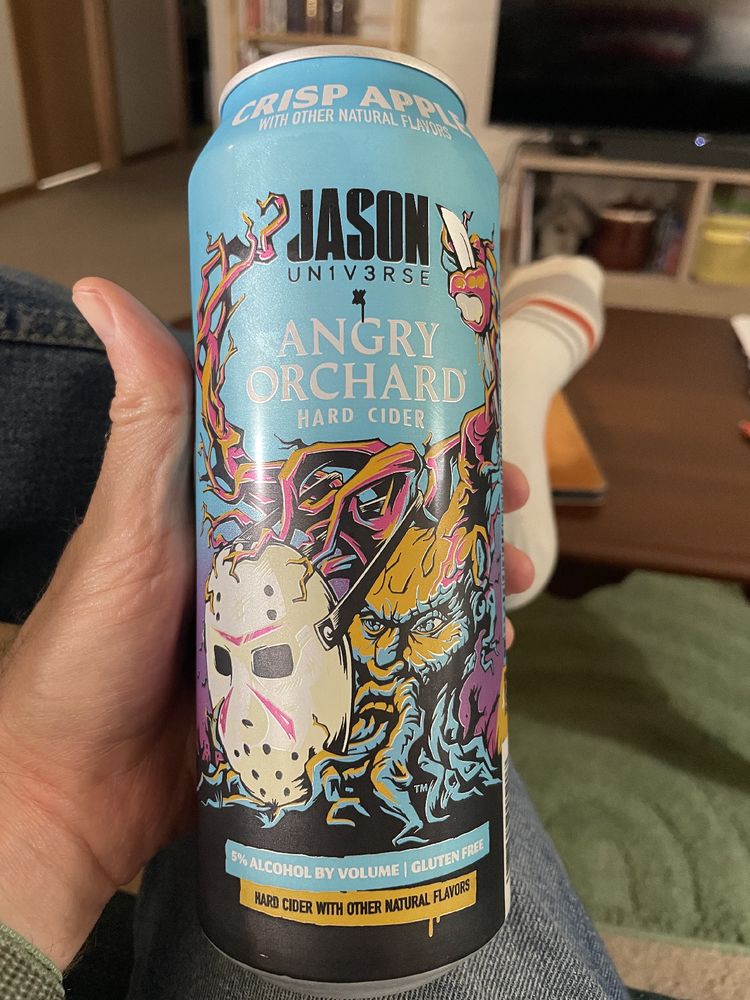 CRISP APPLE
WITH OTHER NATURAL FLAVORS
JASON
UN1V3RSE
ANGRY
ORCHARD®
HARD CIDER
TM
5% ALCOHOL BY VOLUME | GLUTEN FREE
HARD CIDER WITH OTHER NATURAL FLAVORS